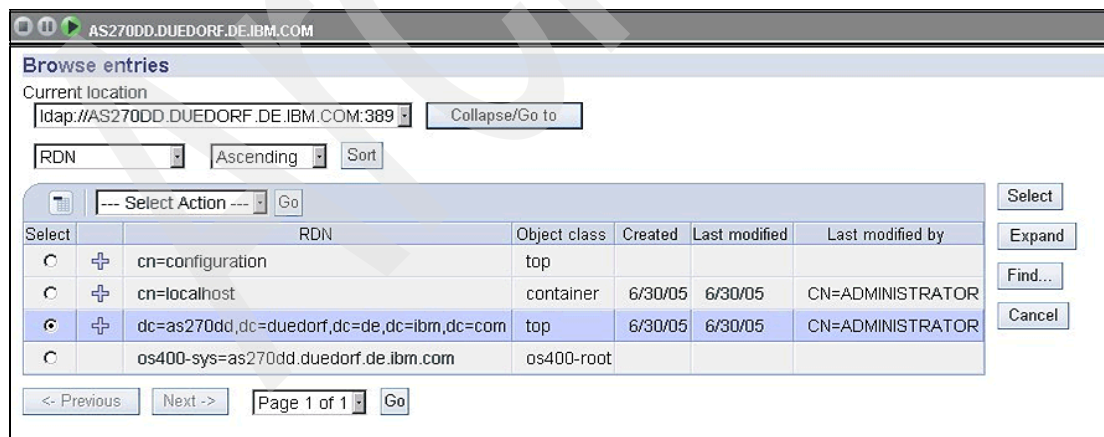 AS270DD.DUEDORF.DE.IBM.COM
Browse entries
Current location
ldap://AS270DD.DUEDORF.DE.IBM.COM:389 Collapse/Go to
RDN Ascending Sort
--- Select Action --- Go Select
Select RDN Object class Created Last modified Last modified by Expand
cn=configuration top Find...
cn=localhost container 6/30/05 6/30/05 CN=ADMINISTRATOR
dc=as270dd,dc=duedorf,dc=de,dc=ibm,dc=com top 6/30/05 6/30/05 CN=ADMINISTRATOR Cancel
os400-sys=as270dd.duedorf.de.ibm.com os400-root
<- Previous Next -> Page 1 of 1 Go